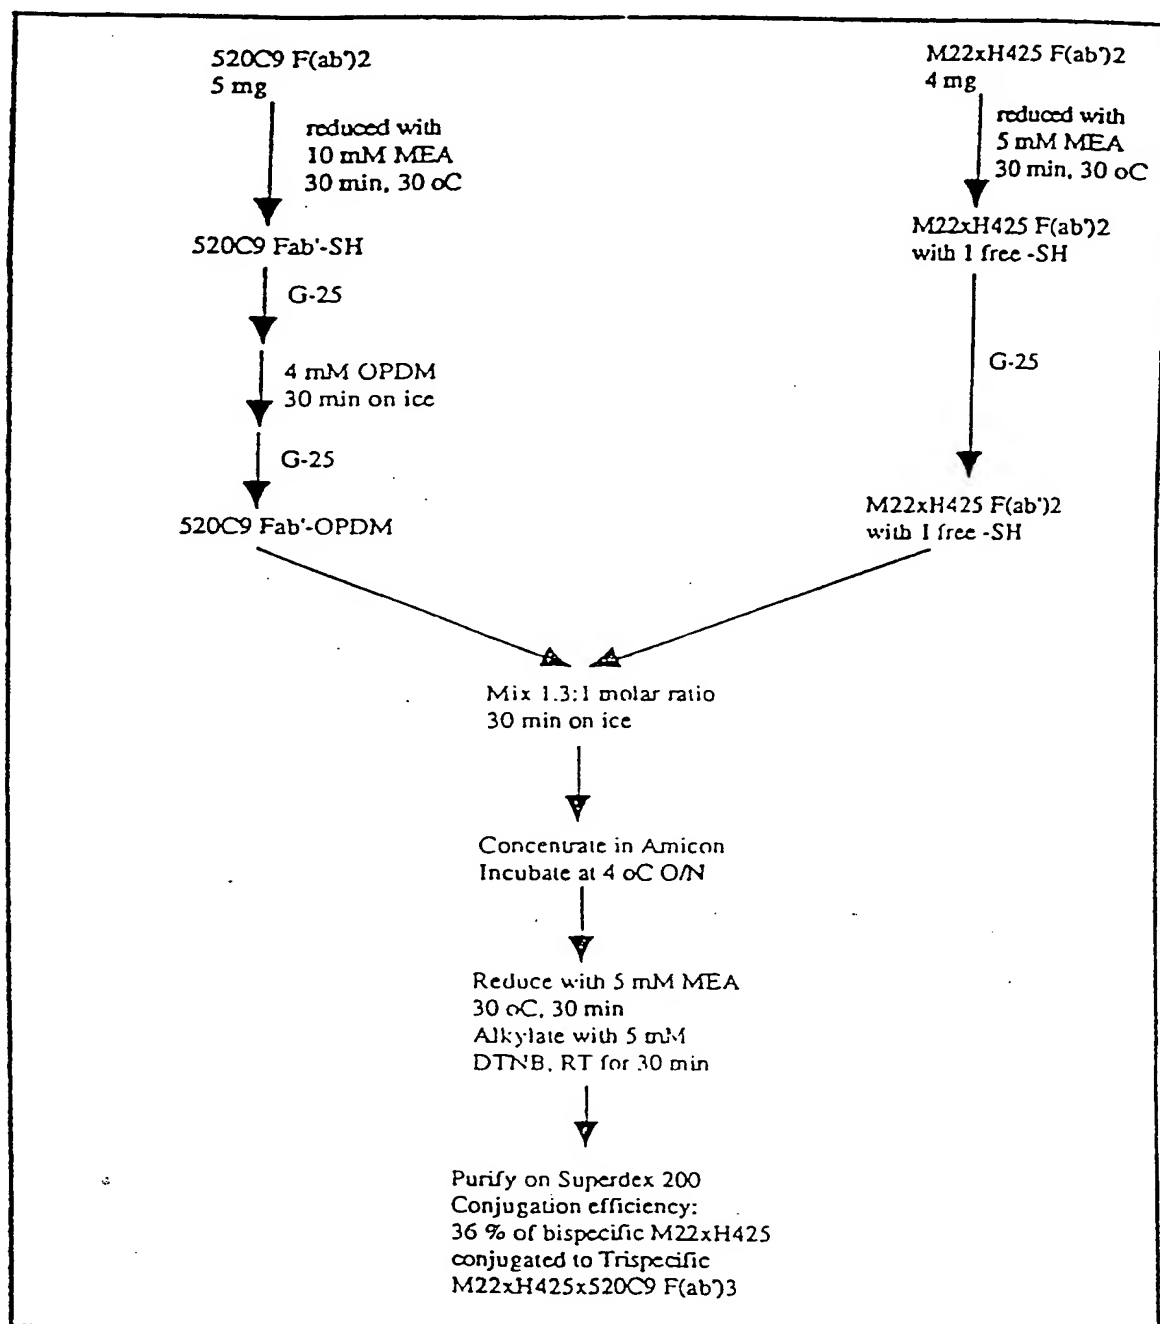 520C9 F(ab')2
5 mg
reduced with
10 mM MEA
30 min, 30 oC
520C9 Fab'-SH
G-25
4 mM OPDM
30 min on ice
G-25
520C9 Fab'-OPDM
M22xH425 F(ab')2
4 mg
reduced with
5 mM MEA
30 min, 30 oC
M22xH425 F(ab')2
with 1 free -SH
G-25
M22xH425 F(ab')2
with 1 free -SH
Mix 1.3:1 molar ratio
30 min on ice
Concentrate in Amicon
Incubate at 4 oC O/N
Reduce with 5 mM MEA
30 oC, 30 min
Alkylate with 5 mM
DTNB, RT for 30 min
Purify on Superdex 200
Conjugation efficiency:
36 % of bispecific M22xH425
conjugated to Trispecific
M22xH425x520C9 F(ab')3